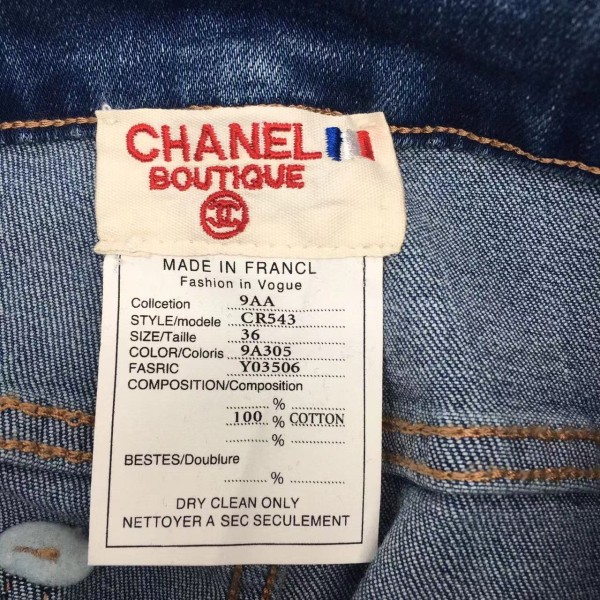 CHANEL
BOUTIQUE
MADE IN FRANCL
Fashion in Vogue
Collcetion 9AA
STYLE/modele CR543
SIZE/Taille 36
COLOR/Coloris 9A305
FASRIC Y03506
COMPOSITION/Composition
%
100 % COTTON
%
BESTES/Doublure
%
DRY CLEAN ONLY
NETTOYER A SEC SECULEMENT